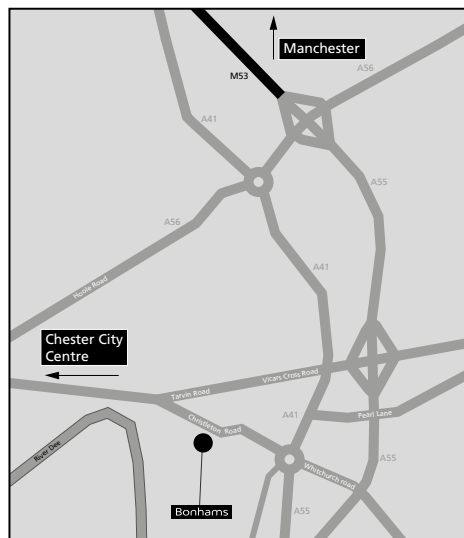 Manchester
M53
A56
A41
A55
A56
Hoole Road
A41
Chester City
Centre
Vicars Cross Road
Tarvin Road
Christleton Road
A41
Pearl Lane
River Dee
Whitchurch road
A55
Bonhams
A55